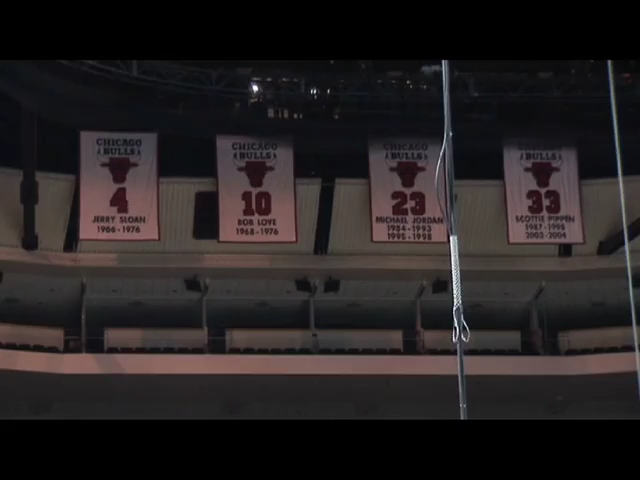 CHICAGO
BULLS
4
JERRY SLOAN
1966-1976
CHICAGO
BULLS
10
BOB LOVE
1968-1976
CHICAGO
BULLS
23
MICHAEL JORDAN
1984-1993
1995-1998
CHICAGO
BULLS
33
SCOTTIE PIPPEN
1987-1998
2003-2004